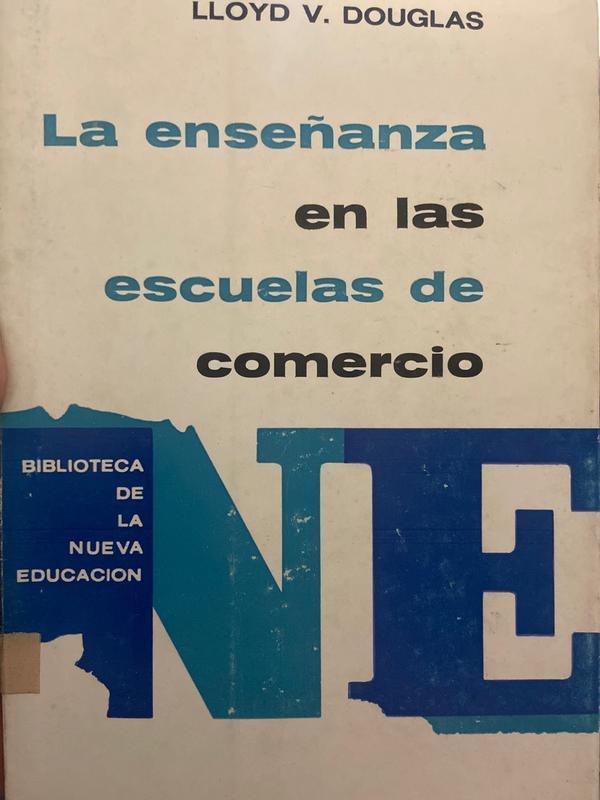 LLOYD V. DOUGLAS
La enseñanza
en las
escuelas de
comercio
BIBLIOTECA
DE
LA
NUEVA
EDUCACION
NE